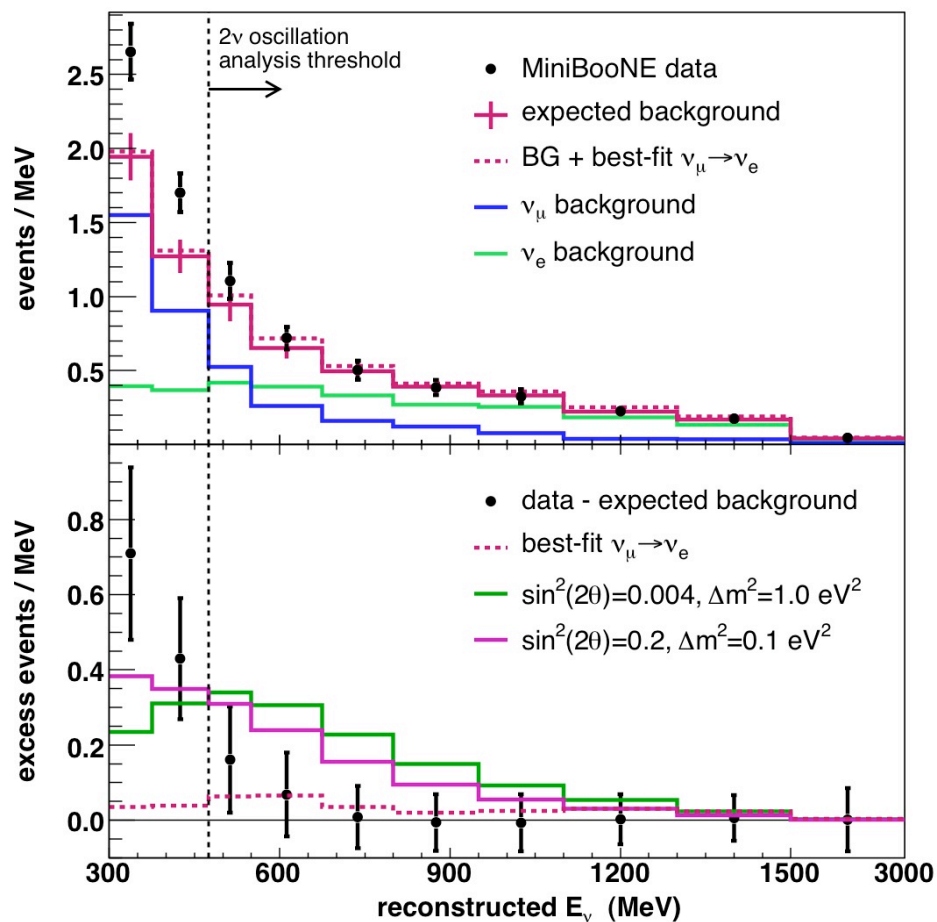 2ν oscillation
analysis threshold
MiniBooNE data
expected background
BG + best-fit ν_μ→ν_e
ν_μ background
ν_e background
events / MeV
2.5
2.0
1.5
1.0
0.5
data - expected background
best-fit ν_μ→ν_e
sin²(2θ)=0.004, Δm²=1.0 eV²
sin²(2θ)=0.2, Δm²=0.1 eV²
excess events / MeV
0.8
0.6
0.4
0.2
0.0
300 600 900 1200 1500 3000
reconstructed E_ν (MeV)